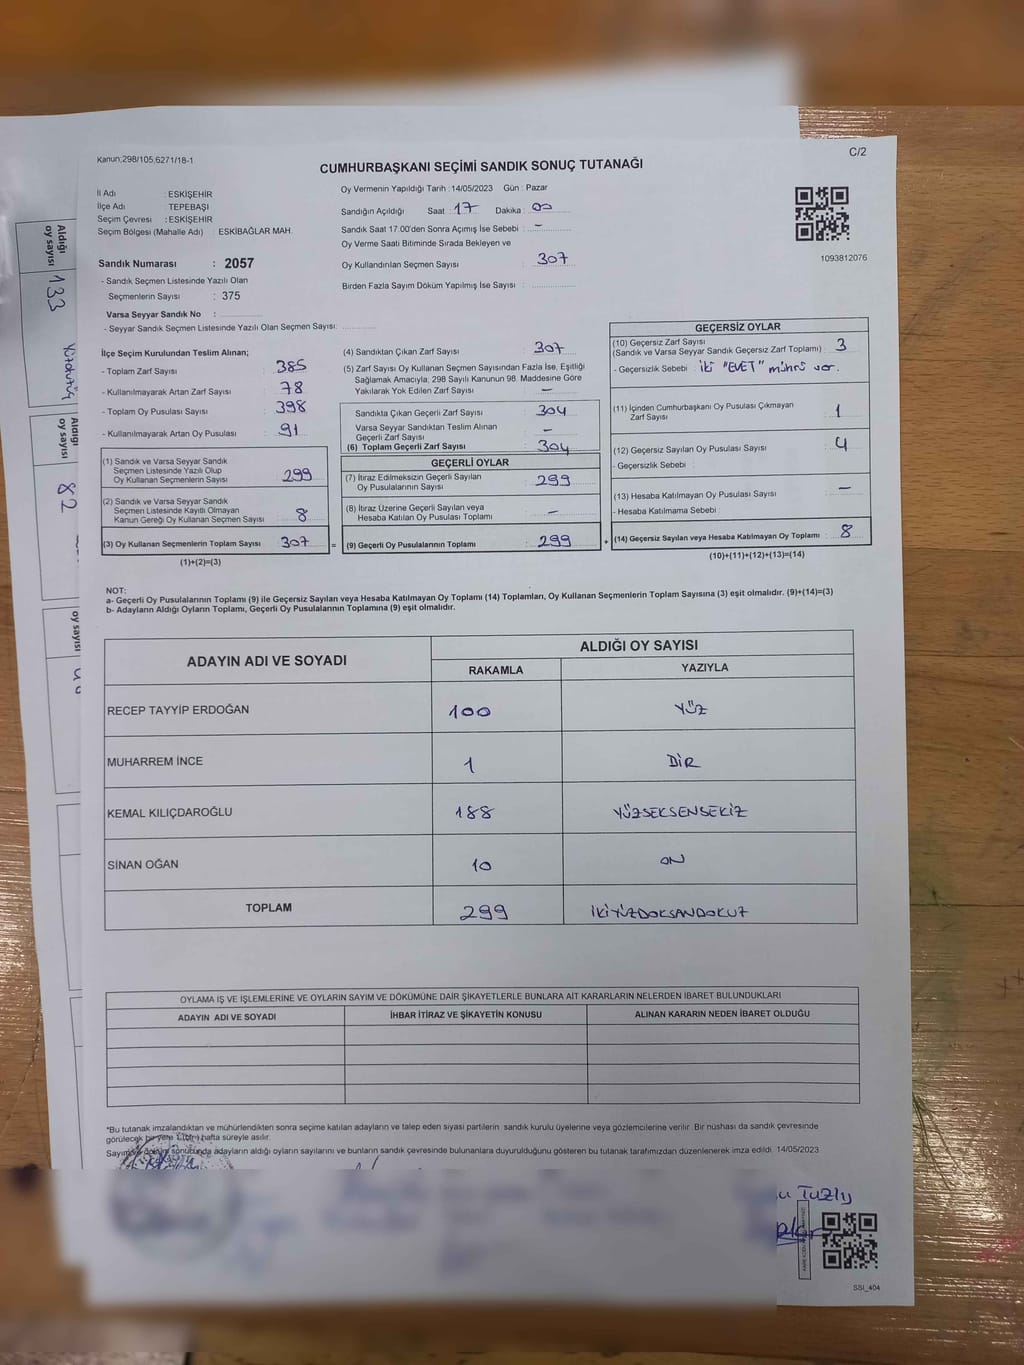 Kanun;298/105;6271/18-1
C/2
CUMHURBAŞKANI SEÇİMİ SANDIK SONUÇ TUTANAĞI
İl Adı : ESKİŞEHİR
İlçe Adı : TEPEBAŞI
Seçim Çevresi : ESKİŞEHİR
Seçim Bölgesi (Mahalle Adı) : ESKİBAĞLAR MAH.
Sandık Numarası : 2057
- Sandık Seçmen Listesinde Yazılı Olan
Seçmenlerin Sayısı : 375
Varsa Seyyar Sandık No :
- Seyyar Sandık Seçmen Listesinde Yazılı Olan Seçmen Sayısı:
Oy Vermenin Yapıldığı Tarih : 14/05/2023 Gün : Pazar
Sandığın Açıldığı Saat : 17 Dakika : 00
Sandık Saat 17.00'den Sonra Açımış İse Sebebi : -
Oy Verme Saati Bitiminde Sırada Bekleyen ve
Oy Kullandırılan Seçmen Sayısı : 307
Birden Fazla Sayım Döküm Yapılmış İse Sayısı :
1093812076
İlçe Seçim Kurulundan Teslim Alınan;
- Toplam Zarf Sayısı : 385
- Kullanılmayarak Artan Zarf Sayısı : 78
- Toplam Oy Pusulası Sayısı : 398
- Kullanılmayarak Artan Oy Pusulası : 91
(1) Sandık ve Varsa Seyyar Sandık
Seçmen Listesinde Yazılı Olup
Oy Kullanan Seçmenlerin Sayısı : 299
(2) Sandık ve Varsa Seyyar Sandık
Seçmen Listesinde Kayıtlı Olmayan
Kanun Gereği Oy Kullanan Seçmen Sayısı : 8
(3) Oy Kullanan Seçmenlerin Toplam Sayısı : 307
(1)+(2)=(3)
(4) Sandıktan Çıkan Zarf Sayısı : 307
(5) Zarf Sayısı Oy Kullanan Seçmen Sayısından Fazla İse, Eşitliği
Sağlamak Amacıyla; 298 Sayılı Kanunun 98. Maddesine Göre
Yakılarak Yok Edilen Zarf Sayısı : -
Sandıkta Çıkan Geçerli Zarf Sayısı : 304
Varsa Seyyar Sandıktan Teslim Alınan
Geçerli Zarf Sayısı : -
(6) Toplam Geçerli Zarf Sayısı : 304
GEÇERLİ OYLAR
(7) İtiraz Edilmeksizin Geçerli Sayılan
Oy Pusulalarının Sayısı : 299
(8) İtiraz Üzerine Geçerli Sayılan veya
Hesaba Katılan Oy Pusulası Toplamı : -
= (9) Geçerli Oy Pusulalarının Toplamı : 299
GEÇERSİZ OYLAR
(10) Geçersiz Zarf Sayısı
(Sandık ve Varsa Seyyar Sandık Geçersiz Zarf Toplamı) : 3
- Geçersizlik Sebebi : iki "EVET" mührü var.
(11) İçinden Cumhurbaşkanı Oy Pusulası Çıkmayan
Zarf Sayısı : 1
(12) Geçersiz Sayılan Oy Pusulası Sayısı : 4
- Geçersizlik Sebebi :
(13) Hesaba Katılmayan Oy Pusulası Sayısı : -
- Hesaba Katılmama Sebebi :
+ (14) Geçersiz Sayılan veya Hesaba Katılmayan Oy Toplamı : 8
(10)+(11)+(12)+(13)=(14)
NOT:
a- Geçerli Oy Pusulalarının Toplamı (9) ile Geçersiz Sayılan veya Hesaba Katılmayan Oy Toplamı (14) Toplamları, Oy Kullanan Seçmenlerin Toplam Sayısına (3) eşit olmalıdır. (9)+(14)=(3)
b- Adayların Aldığı Oyların Toplamı, Geçerli Oy Pusulalarının Toplamına (9) eşit olmalıdır.
ADAYIN ADI VE SOYADI
ALDIĞI OY SAYISI
RAKAMLA YAZIYLA
RECEP TAYYİP ERDOĞAN 100 YÜZ
MUHARREM İNCE 1 BİR
KEMAL KILIÇDAROĞLU 188 YÜZSEKSENSEKİZ
SİNAN OĞAN 10 ON
TOPLAM 299 İKİYÜZDOKSANDOKUZ
OYLAMA İŞ VE İŞLEMLERİNE VE OYLARIN SAYIM VE DÖKÜMÜNE DAİR ŞİKAYETLERLE BUNLARA AİT KARARLARIN NELERDEN İBARET BULUNDUKLARI
ADAYIN ADI VE SOYADI İHBAR İTİRAZ VE ŞİKAYETİN KONUSU ALINAN KARARIN NEDEN İBARET OLDUĞU
*Bu tutanak imzalandıktan ve mühürlendikten sonra seçime katılan adayların ve talep eden siyasi partilerin sandık kurulu üyelerine veya gözlemcilerine verilir. Bir nüshası da sandık çevresinde
görülecek bir yere 1 (bir) hafta süreyle asılır.
Sayım ve döküm sonucunda adayların aldığı oyların sayılarını ve bunların sandık çevresinde bulunanlara duyurulduğunu gösteren bu tutanak tarafımızdan düzenlenerek imza edildi. 14/05/2023
Tuzly
SSİ_404
Aldığı
oy sayısı
133
Aldığı
oy sayısı
82
oy sayısı